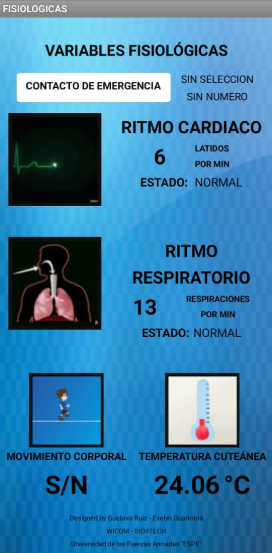 FISIOLOGICAS
VARIABLES FISIOLÓGICAS
CONTACTO DE EMERGENCIA
SIN SELECCION
SIN NUMERO
RITMO CARDIACO
6 LATIDOS
POR MIN
ESTADO: NORMAL
RITMO
RESPIRATORIO
13 RESPIRACIONES
POR MIN
ESTADO: NORMAL
MOVIMIENTO CORPORAL
S/N
TEMPERATURA CUTEÁNEA
24.06 °C
Designed by Gustavo Ruiz - Evelyn Guanotoa
WICOM -
Universidad de las Fuerzas Armadas "ESPE"